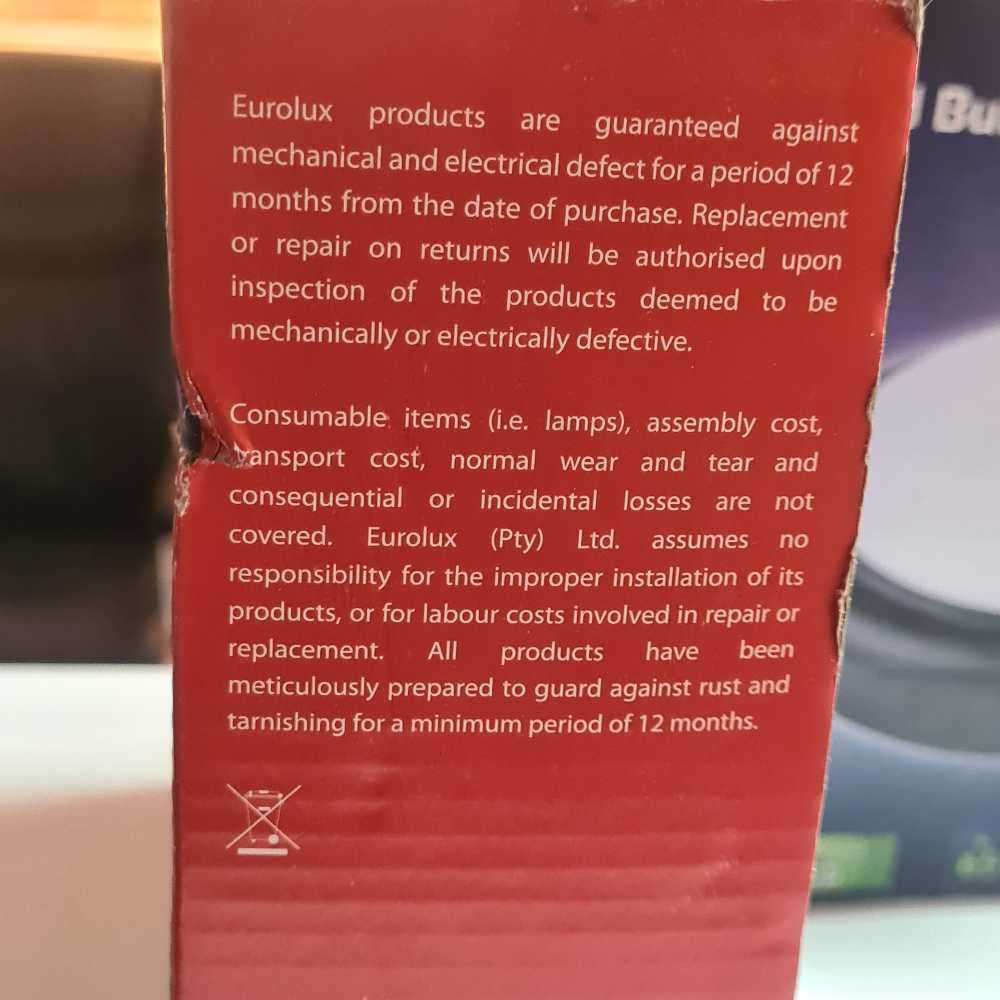 Eurolux products are guaranteed against
mechanical and electrical defect for a period of 12
months from the date of purchase. Replacement
or repair on returns will be authorised upon
inspection of the products deemed to be
mechanically or electrically defective.
Consumable items (i.e. lamps), assembly cost,
transport cost, normal wear and tear and
consequential or incidental losses are not
covered. Eurolux (Pty) Ltd. assumes no
responsibility for the improper installation of its
products, or for labour costs involved in repair or
replacement. All products have been
meticulously prepared to guard against rust and
tarnishing for a minimum period of 12 months.